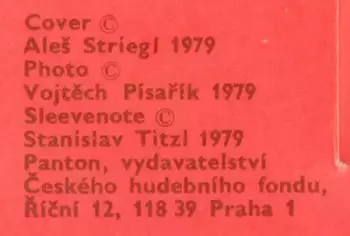 Cover ©
Aleš Striegl 1979
Photo ©
Vojtěch Písařík 1979
Sleevenote ©
Stanislav Titzl 1979
Panton, vydavatelství
Českého hudebního fondu,
Říční 12, 118 39 Praha 1